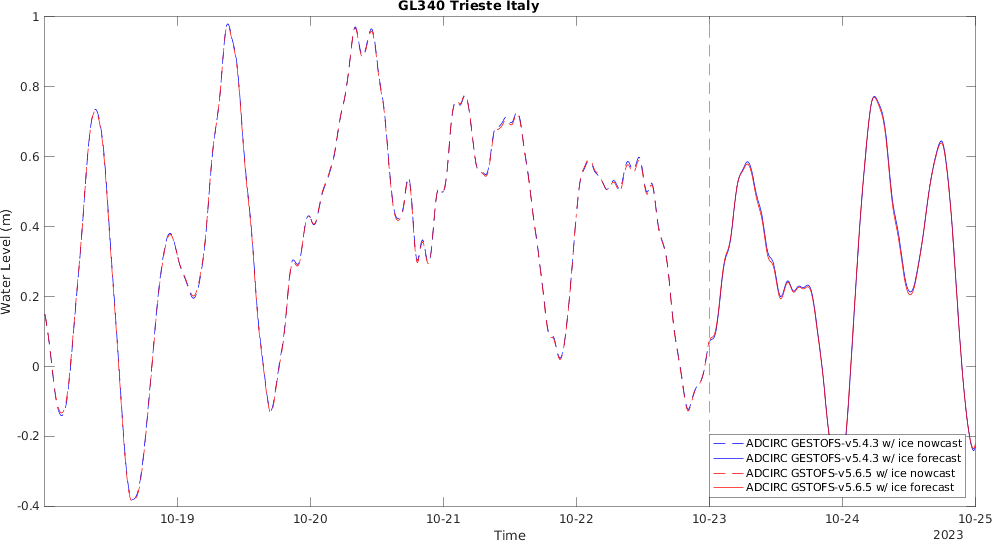 GL340 Trieste Italy
1
0.8
0.6
0.4
0.2
0
-0.2
-0.4
Water Level (m)
10-19
10-20
10-21
10-22
10-23
10-24
10-25
Time
2023
ADCIRC GESTOFS-v5.4.3 w/ ice nowcast
ADCIRC GESTOFS-v5.4.3 w/ ice forecast
ADCIRC GSTOFS-v5.6.5 w/ ice nowcast
ADCIRC GSTOFS-v5.6.5 w/ ice forecast